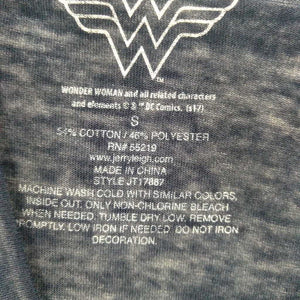 WONDER WOMAN and all related characters
and elements © & ™ DC Comics. (s17)
S
54% COTTON / 46% POLYESTER
RN# 55219
www.jerryleigh.com
MADE IN CHINA
STYLE JT17887
MACHINE WASH COLD WITH SIMILAR COLORS,
INSIDE OUT. ONLY NON-CHLORINE BLEACH
WHEN NEEDED. TUMBLE DRY LOW. REMOVE
PROMPTLY. LOW IRON IF NEEDED. DO NOT IRON
DECORATION.